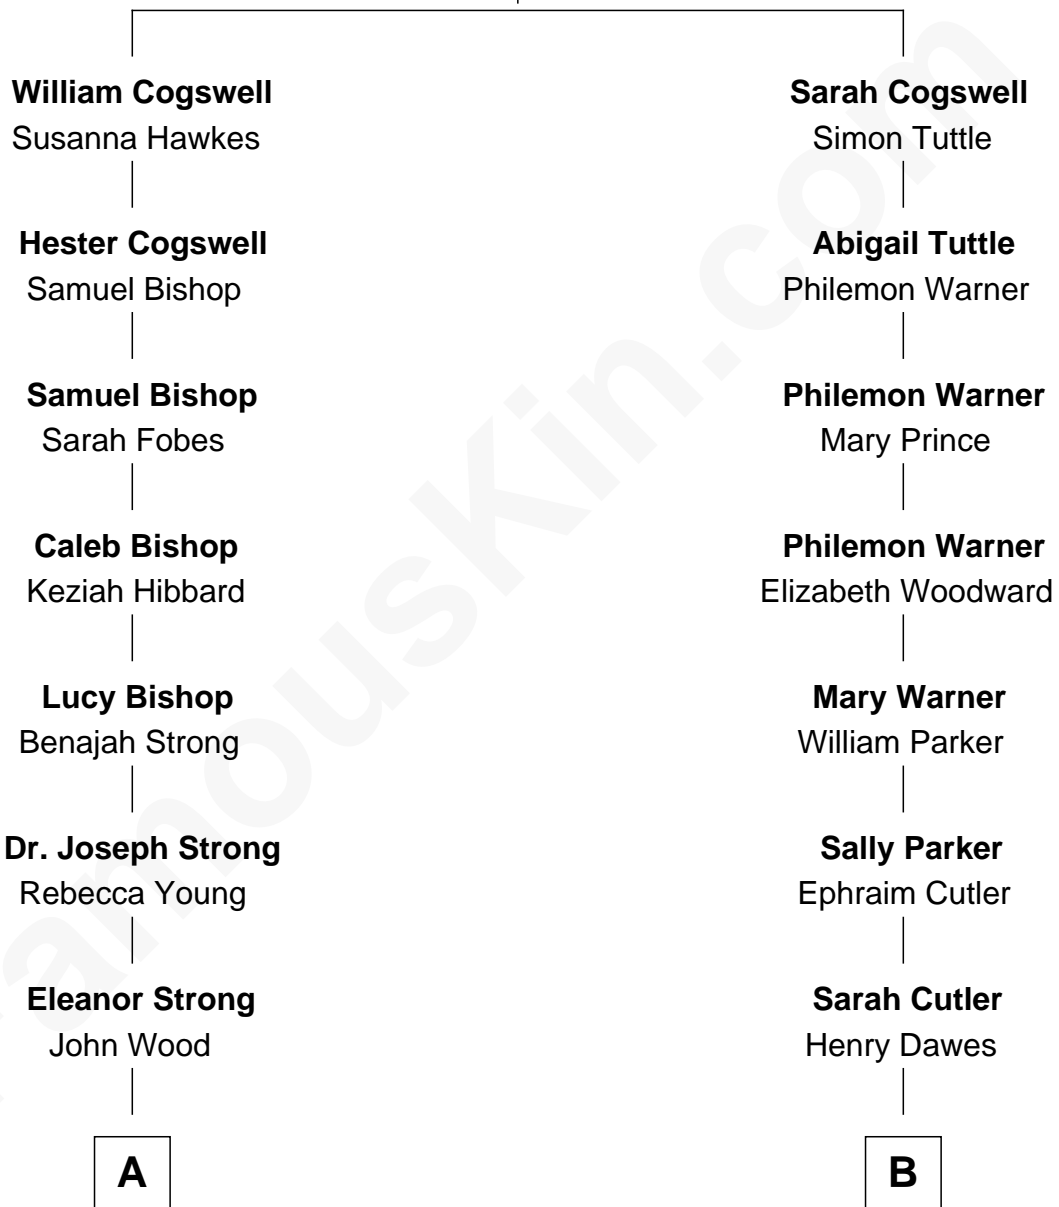 William Cogswell
Susanna Hawkes
Hester Cogswell
Samuel Bishop
Samuel Bishop
Sarah Fobes
Caleb Bishop
Keziah Hibbard
Lucy Bishop
Benajah Strong
Dr. Joseph Strong
Rebecca Young
Eleanor Strong
John Wood
A
Sarah Cogswell
Simon Tuttle
Abigail Tuttle
Philemon Warner
Philemon Warner
Mary Prince
Philemon Warner
Elizabeth Woodward
Mary Warner
William Parker
Sally Parker
Ephraim Cutler
Sarah Cutler
Henry Dawes
B
FamousKin.com